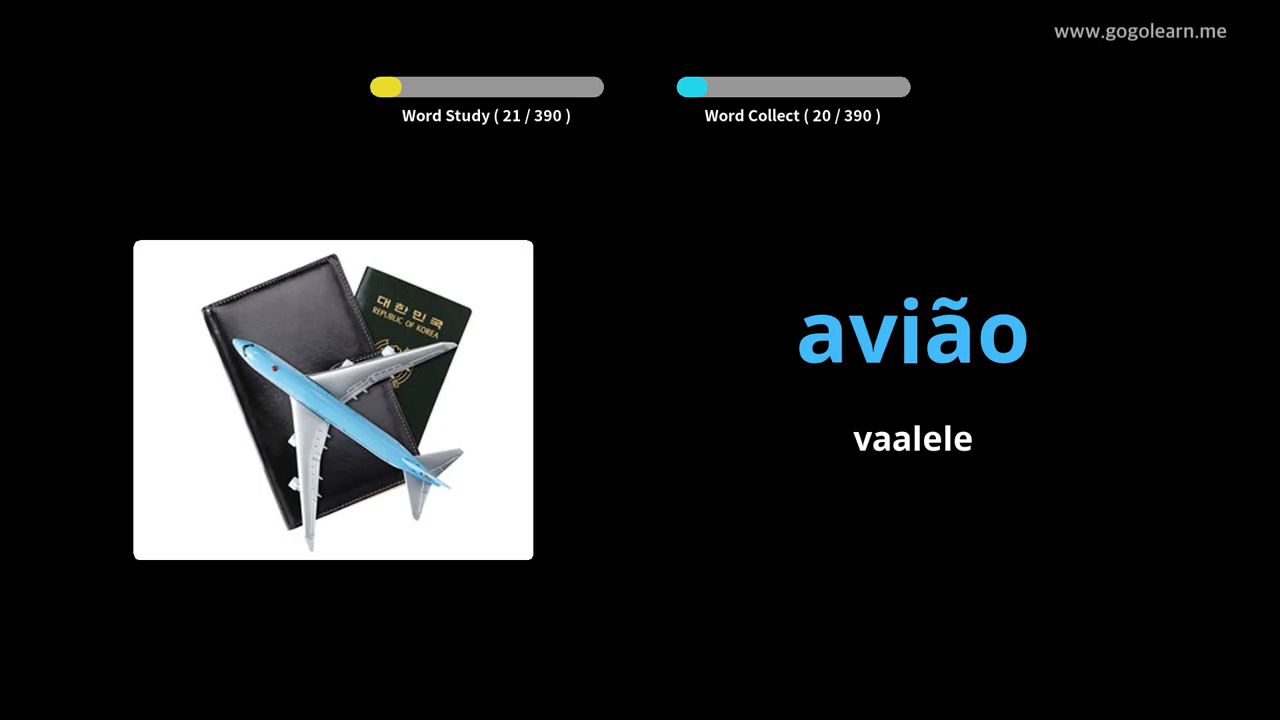 www.gogolearn.me
Word Study ( 21 / 390 )
Word Collect ( 20 / 390 )
대한민국
REPUBLIC OF KOREA
avião
vaalele